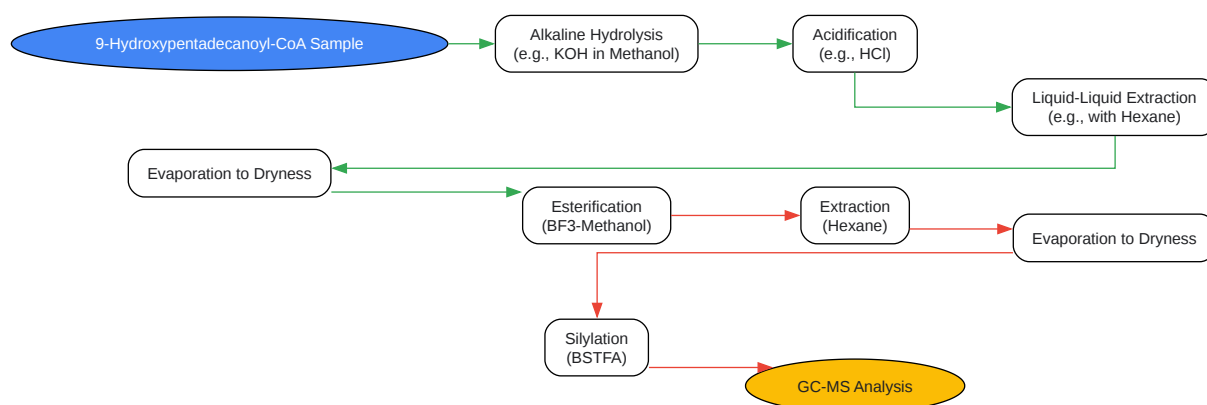 9-Hydroxypentadecanoyl-CoA Sample
Alkaline Hydrolysis
(e.g., KOH in Methanol)
Acidification
(e.g., HCl)
Liquid-Liquid Extraction
(e.g., with Hexane)
Evaporation to Dryness
Esterification
(BF3-Methanol)
Extraction
(Hexane)
Evaporation to Dryness
Silylation
(BSTFA)
GC-MS Analysis